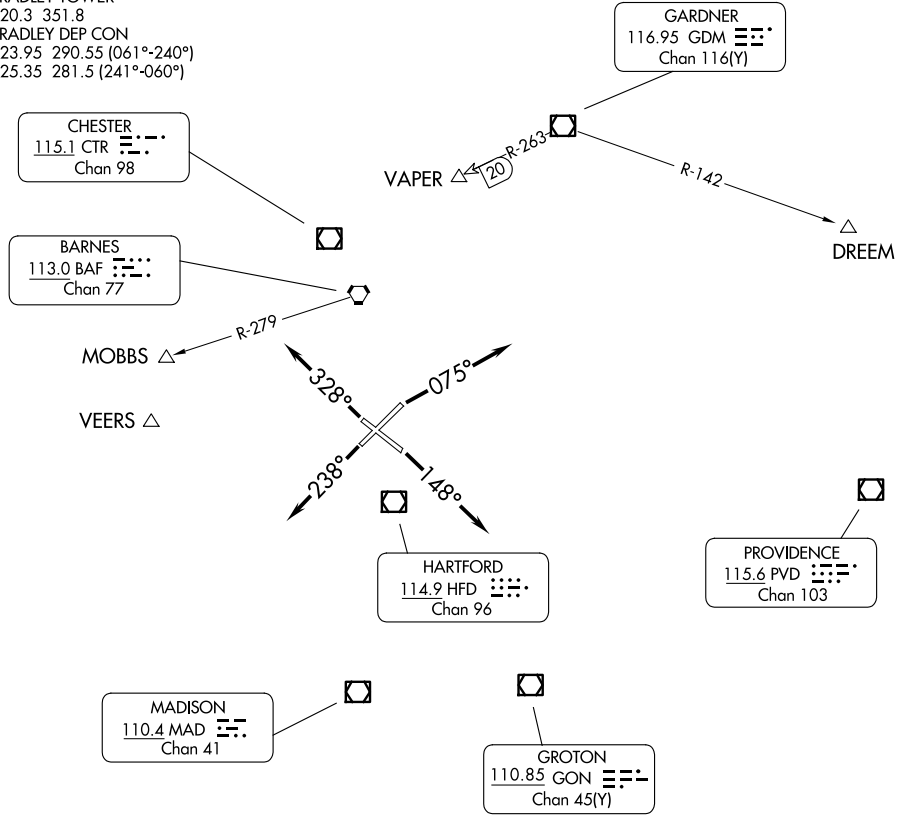 20.3 351.8
RADLEY DEP CON
23.95 290.55 (061°-240°)
25.35 281.5 (241°-060°)
GARDNER
116.95 GDM
Chan 116(Y)
CHESTER
115.1 CTR
Chan 98
VAPER
20
R-263
R-142
DREEM
BARNES
113.0 BAF
Chan 77
R-279
MOBBS
VEERS
328°
075°
238°
148°
HARTFORD
114.9 HFD
Chan 96
PROVIDENCE
115.6 PVD
Chan 103
MADISON
110.4 MAD
Chan 41
GROTON
110.85 GON
Chan 45(Y)